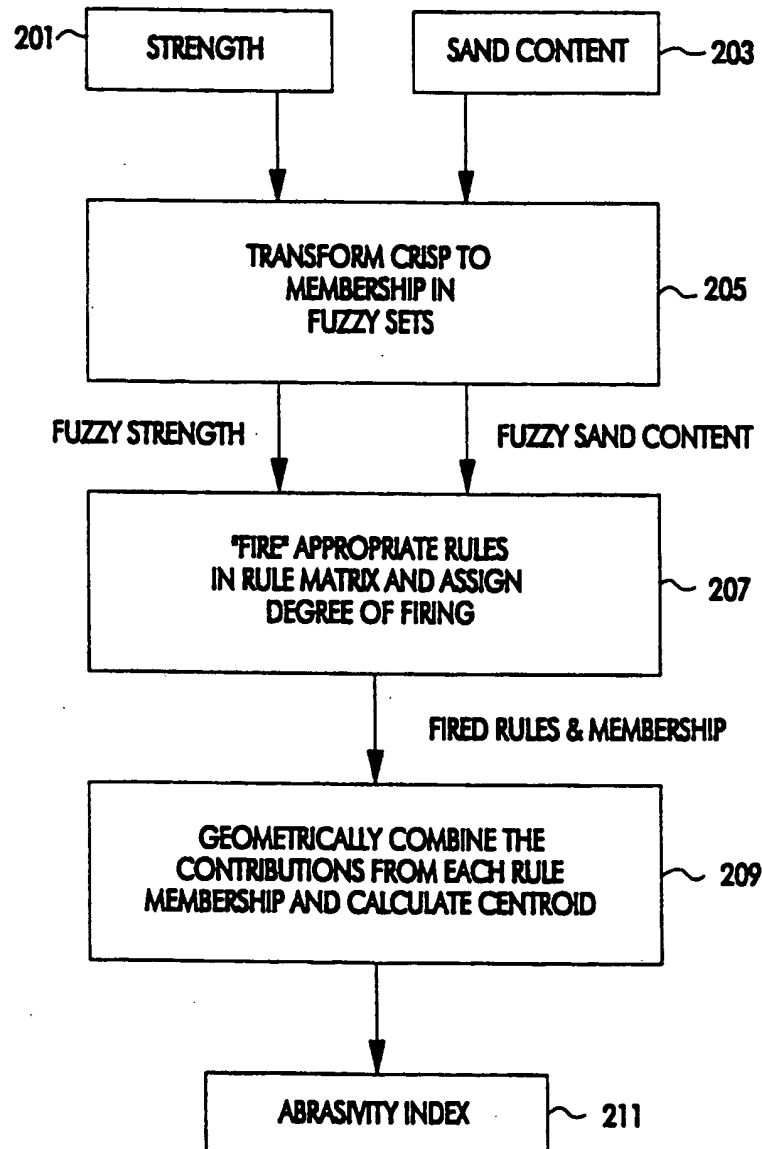 201
STRENGTH
SAND CONTENT
203
TRANSFORM CRISP TO
MEMBERSHIP IN
FUZZY SETS
205
FUZZY STRENGTH
FUZZY SAND CONTENT
"FIRE" APPROPRIATE RULES
IN RULE MATRIX AND ASSIGN
DEGREE OF FIRING
207
FIRED RULES & MEMBERSHIP
GEOMETRICALLY COMBINE THE
CONTRIBUTIONS FROM EACH RULE
MEMBERSHIP AND CALCULATE CENTROID
209
ABRASIVITY INDEX
211